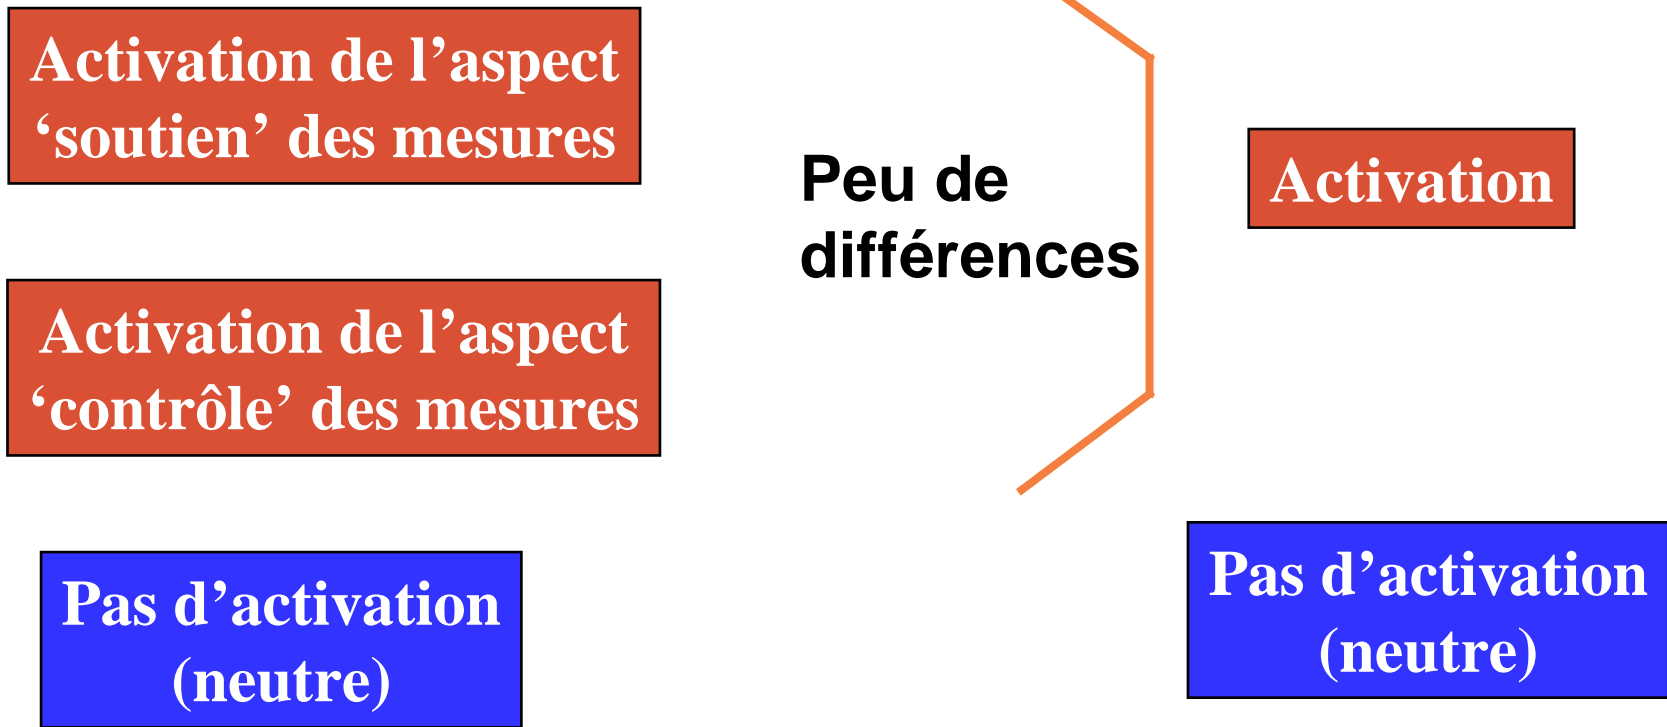 Activation de l’aspect
‘soutien’ des mesures
Activation de l’aspect
‘contrôle’ des mesures
Pas d’activation
(neutre)
Peu de
différences
Activation
Pas d’activation
(neutre)